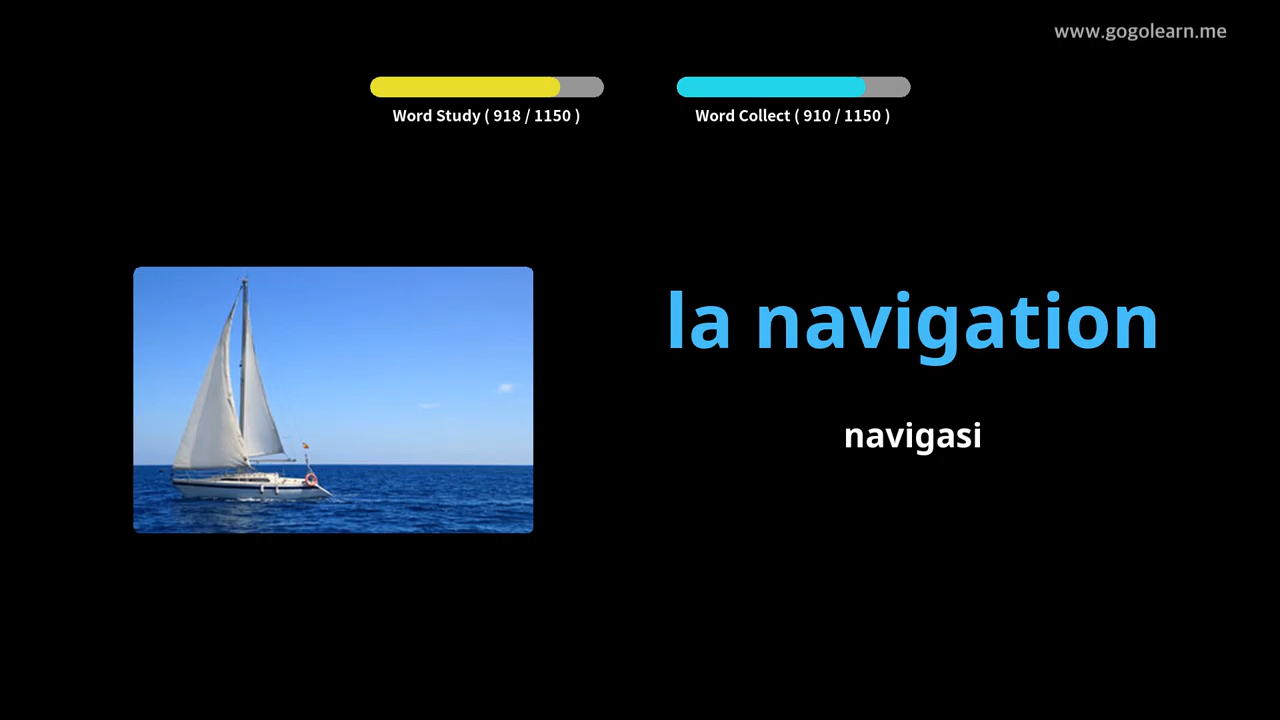 www.gogolearn.me
Word Study ( 918 / 1150 )
Word Collect ( 910 / 1150 )
la navigation
navigasi